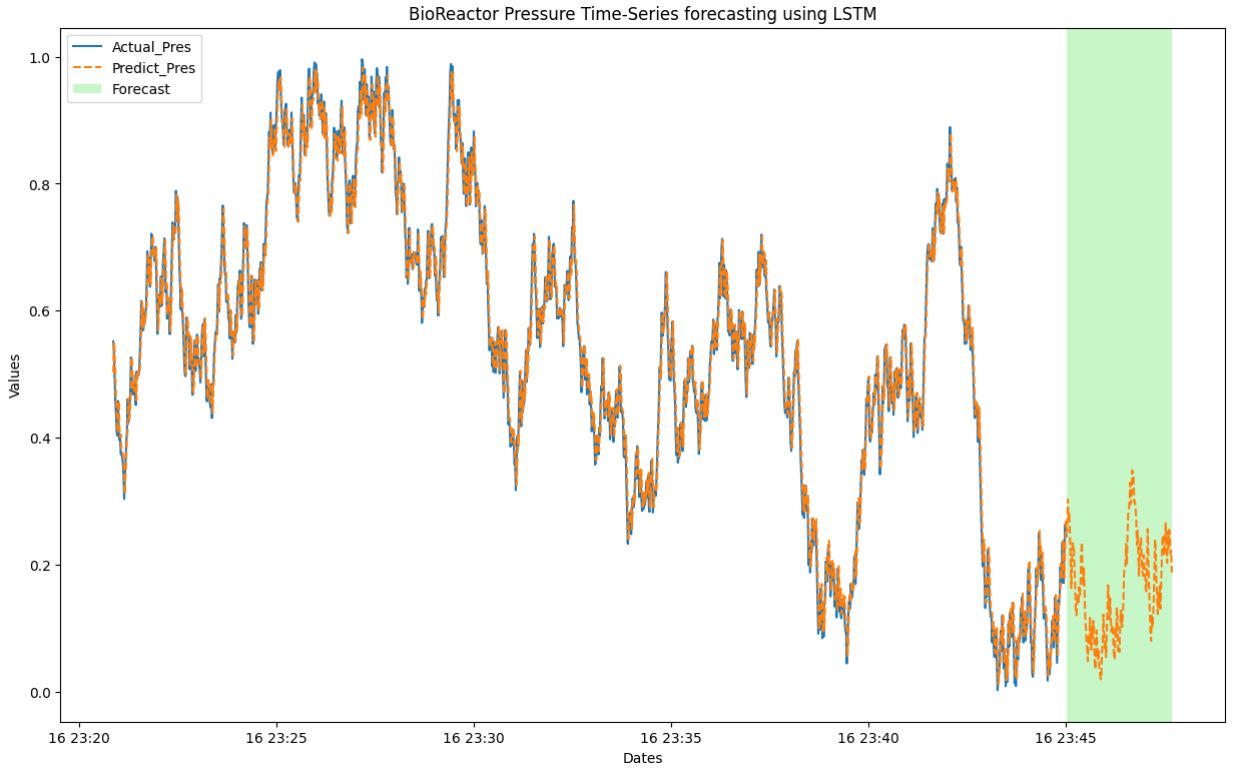 BioReactor Pressure Time-Series forecasting using LSTM
Actual_Pres
Predict_Pres
Forecast
1.0
0.8
0.6
0.4
0.2
0.0
Values
16 23:20
16 23:25
16 23:30
16 23:35
16 23:40
16 23:45
Dates